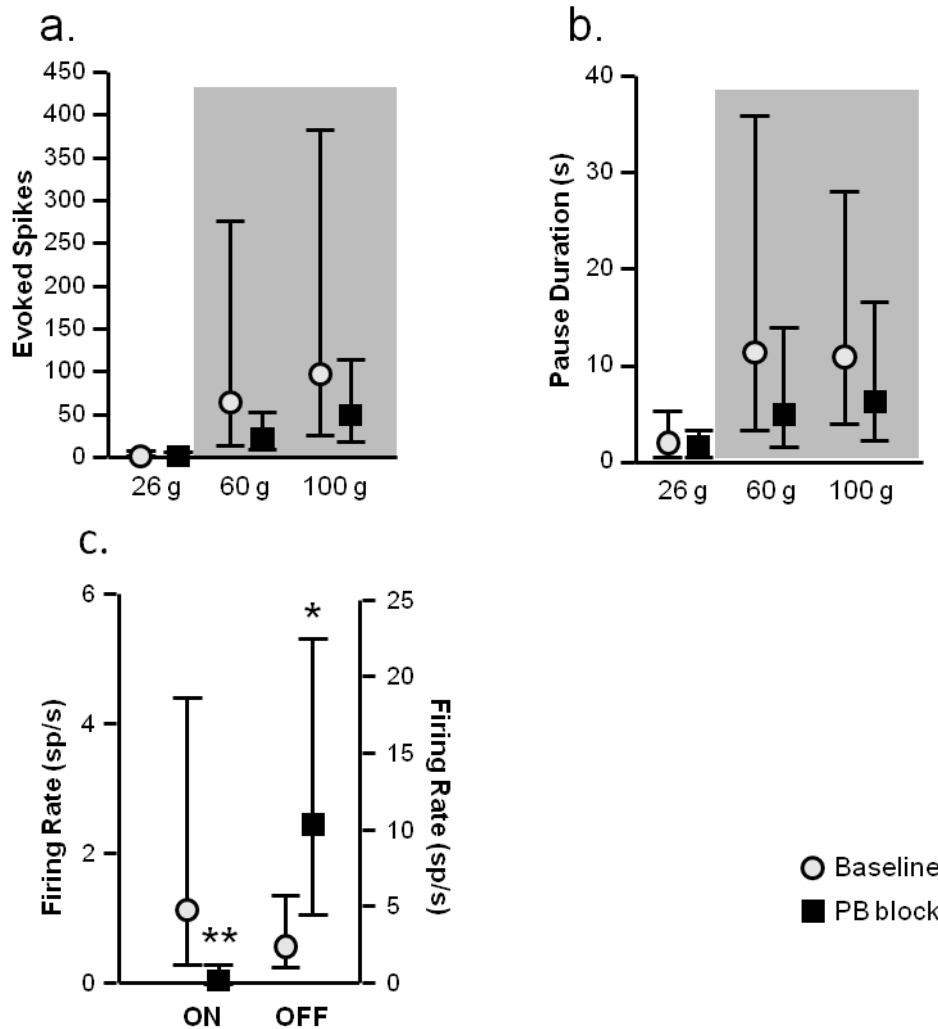 a.
Evoked Spikes
450
400
350
300
250
200
150
100
50
0
26 g 60 g 100 g
b.
Pause Duration (s)
40
30
20
10
0
26 g 60 g 100 g
c.
Firing Rate (sp/s)
6
4
2
0
**
*
25
20
15
10
5
0
Firing Rate (sp/s)
ON OFF
Baseline
PB block